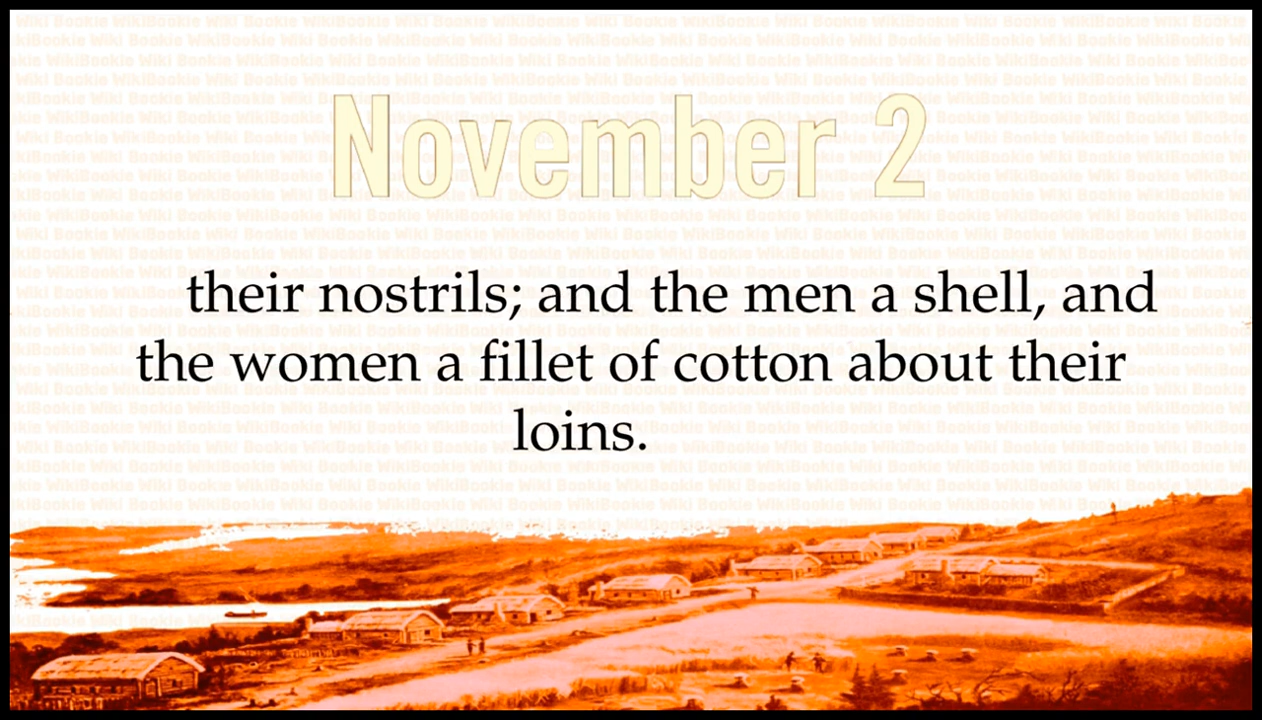 November 2
their nostrils; and the men a shell, and
the women a fillet of cotton about their
loins.